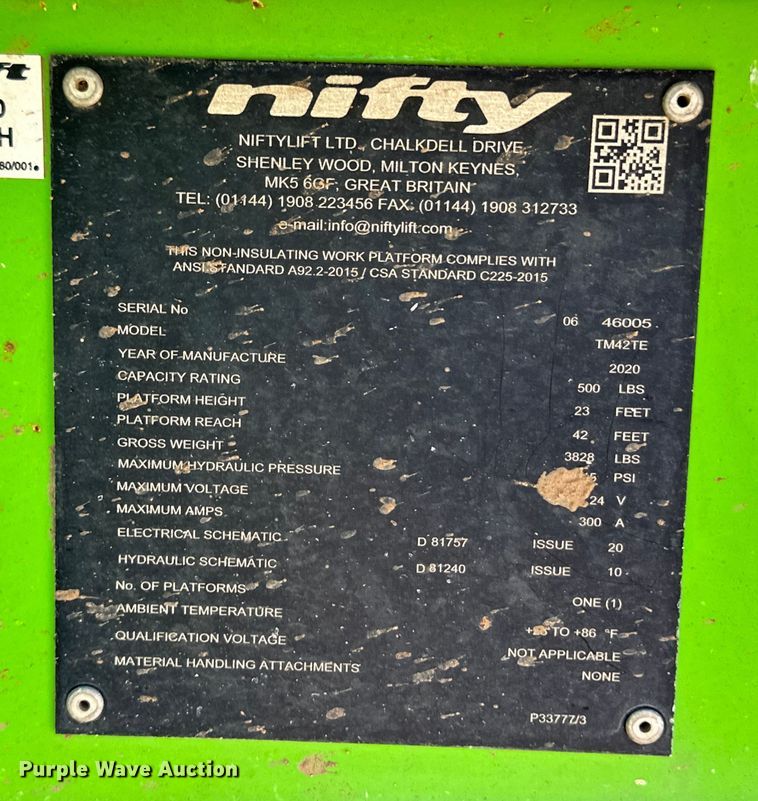 nifty
NIFTYLIFT LTD., CHALKDELL DRIVE,
SHENLEY WOOD, MILTON KEYNES,
MK5 6GF, GREAT BRITAIN
TEL: (01144) 1908 223456 FAX: (01144) 1908 312733
e-mail:info@niftylift.com
THIS NON-INSULATING WORK PLATFORM COMPLIES WITH
ANSI STANDARD A92.2-2015 / CSA STANDARD C225-2015
SERIAL No 06 46005
MODEL TM42TE
YEAR OF MANUFACTURE 2020
CAPACITY RATING 500 LBS
PLATFORM HEIGHT 23 FEET
PLATFORM REACH 42 FEET
GROSS WEIGHT 3828 LBS
MAXIMUM HYDRAULIC PRESSURE PSI
MAXIMUM VOLTAGE 24 V
MAXIMUM AMPS 300 A
ELECTRICAL SCHEMATIC D 81757 ISSUE 20
HYDRAULIC SCHEMATIC D 81240 ISSUE 10
No. OF PLATFORMS ONE (1)
AMBIENT TEMPERATURE TO +86 °F
QUALIFICATION VOLTAGE NOT APPLICABLE
MATERIAL HANDLING ATTACHMENTS NONE
P33777/3
Purple Wave Auction